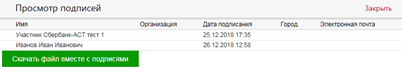 Просмотр подписей Закрыть
Имя Организация Дата подписания Город Электронная почта
Участник Сбербанк-АСТ тест 1 25.12.2018 17:35
Иванов Иван Иванович 26.12.2018 12:58
Скачать файл вместе с подписями